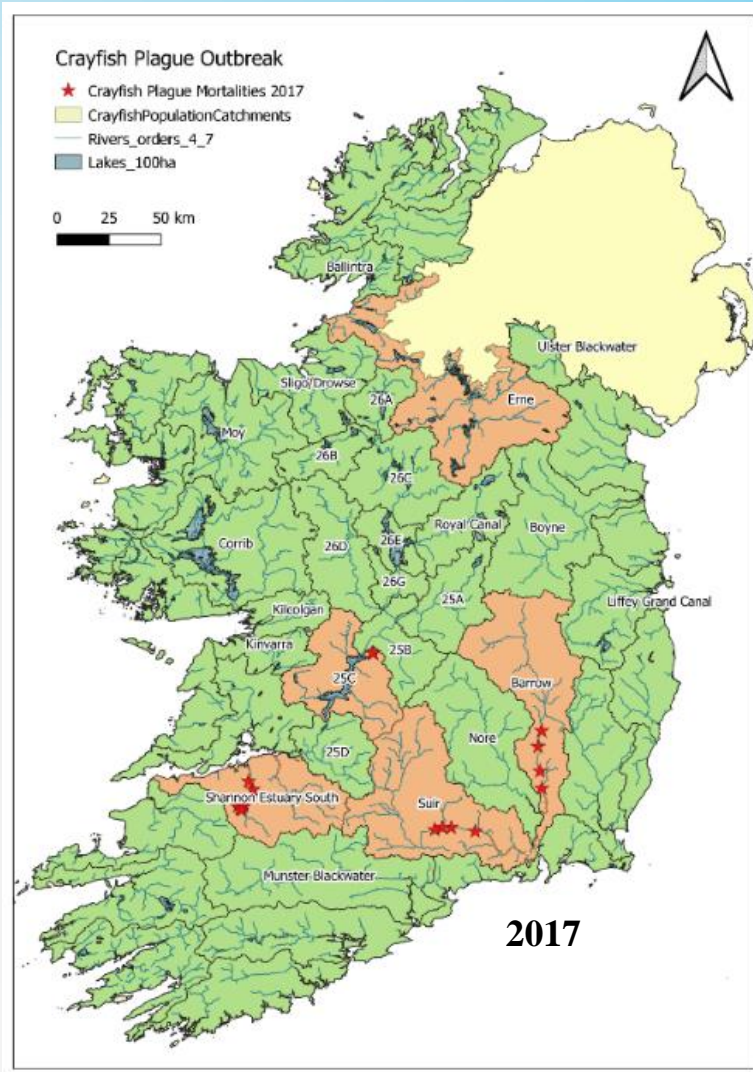 Crayfish Plague Outbreak
Crayfish Plague Mortalities 2017
CrayfishPopulationCatchments
Rivers_orders_4_7
Lakes_100ha
0 25 50 km
Ballintra
Ulster Blackwater
Sligo/Drowse
26A
Erne
Moy
26B
26C
Royal Canal
Boyne
Corrib
26D
26E
26G
25A
Liffey Grand Canal
Kilcolgan
Kinvarra
25B
25C
Barrow
Nore
25D
Shannon Estuary South
Suir
Munster Blackwater
2017